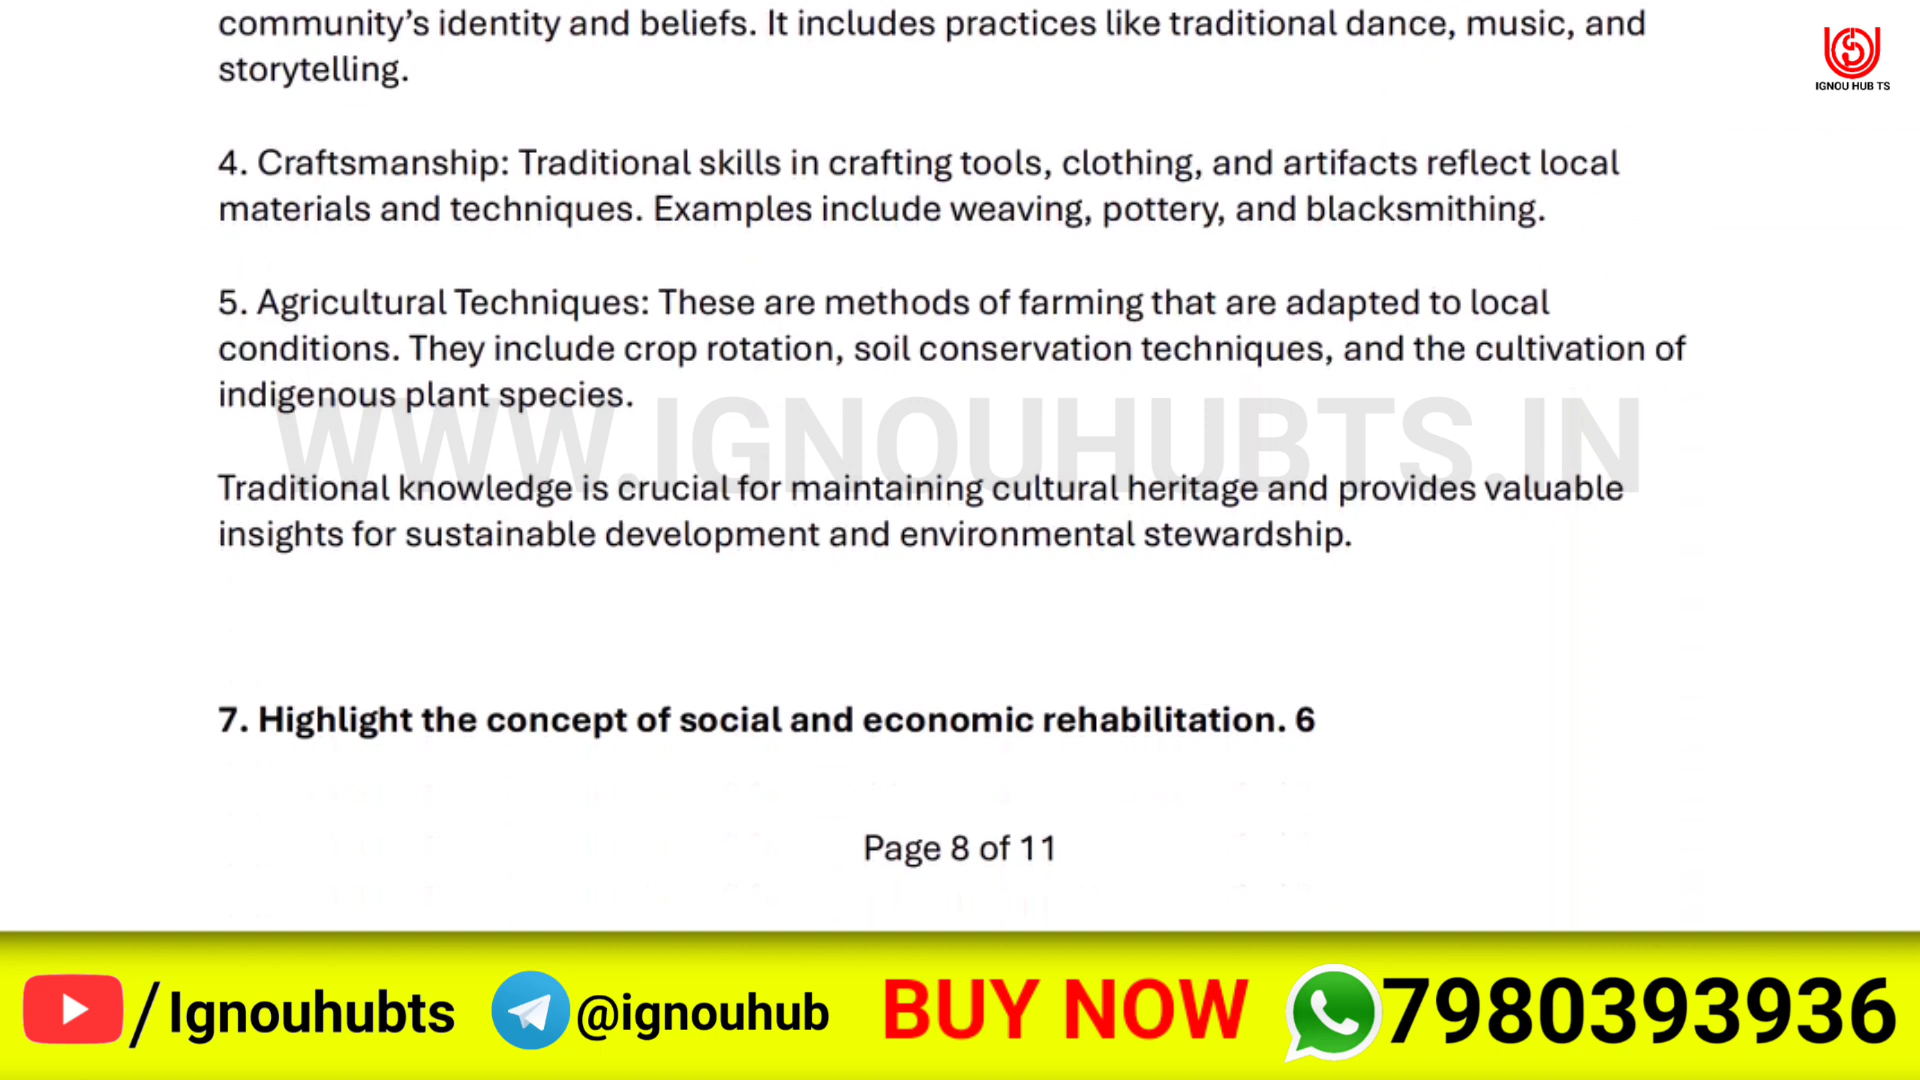 community’s identity and beliefs. It includes practices like traditional dance, music, and
storytelling.
IGNOU HUB TS
4. Craftsmanship: Traditional skills in crafting tools, clothing, and artifacts reflect local
materials and techniques. Examples include weaving, pottery, and blacksmithing.
5. Agricultural Techniques: These are methods of farming that are adapted to local
conditions. They include crop rotation, soil conservation techniques, and the cultivation of
indigenous plant species.
WWW.IGNOUHUBTS.IN
Traditional knowledge is crucial for maintaining cultural heritage and provides valuable
insights for sustainable development and environmental stewardship.
7. Highlight the concept of social and economic rehabilitation. 6
Page 8 of 11
/Ignouhubts @ignouhub BUY NOW 7980393936